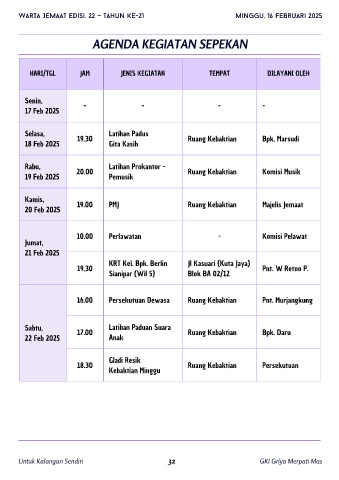 WARTA JEMAAT EDISI. 22 – TAHUN KE-21
MINGGU, 16 FEBRUARI 2025
AGENDA KEGIATAN SEPEKAN
HARI/TGL JAM JENIS KEGIATAN TEMPAT DILAYANI OLEH
Senin,
17 Feb 2025
- - - -
Selasa,
18 Feb 2025
19.30
Latihan Padus
Gita Kasih
Ruang Kebaktian
Bpk. Marsudi
Rabu,
19 Feb 2025
20.00
Latihan Prokantor -
Pemusik
Ruang Kebaktian
Komisi Musik
Kamis,
20 Feb 2025
19.00
PMJ
Ruang Kebaktian
Majelis Jemaat
Jumat,
21 Feb 2025
10.00
Perlawatan
-
Komisi Pelawat
19.30
KRT Kel. Bpk. Berlin
Sianipar (Wil 5)
Jl Kasuari (Kuta Jaya)
Blok BA 02/12
Pnt. W Retno P.
Sabtu,
22 Feb 2025
16.00
Persekutuan Dewasa
Ruang Kebaktian
Pnt. Murjangkung
17.00
Latihan Paduan Suara
Anak
Ruang Kebaktian
Bpk. Daru
18.30
Gladi Resik
Kebaktian Minggu
Ruang Kebaktian
Persekutuan
Untuk Kalangan Sendiri
32
GKI Griya Merpati Mas